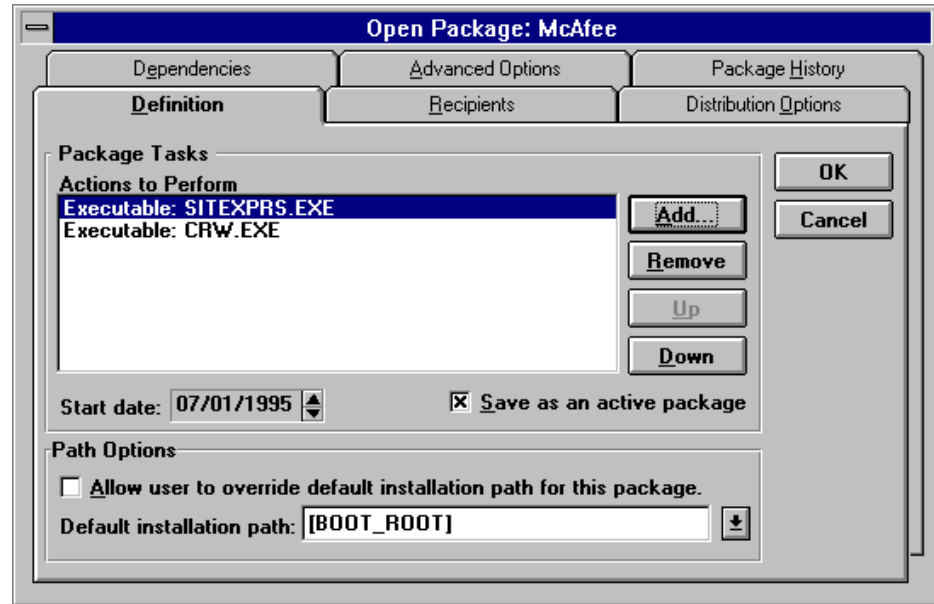 Open Package: McAfee
Dependencies
Advanced Options
Package History
Definition
Recipients
Distribution Options
Package Tasks
Actions to Perform
Executable: SITEXPRS.EXE
Executable: CRW.EXE
Add...
Remove
Up
Down
OK
Cancel
Start date: 07/01/1995
Save as an active package
Path Options
Allow user to override default installation path for this package.
Default installation path: [BOOT_ROOT]